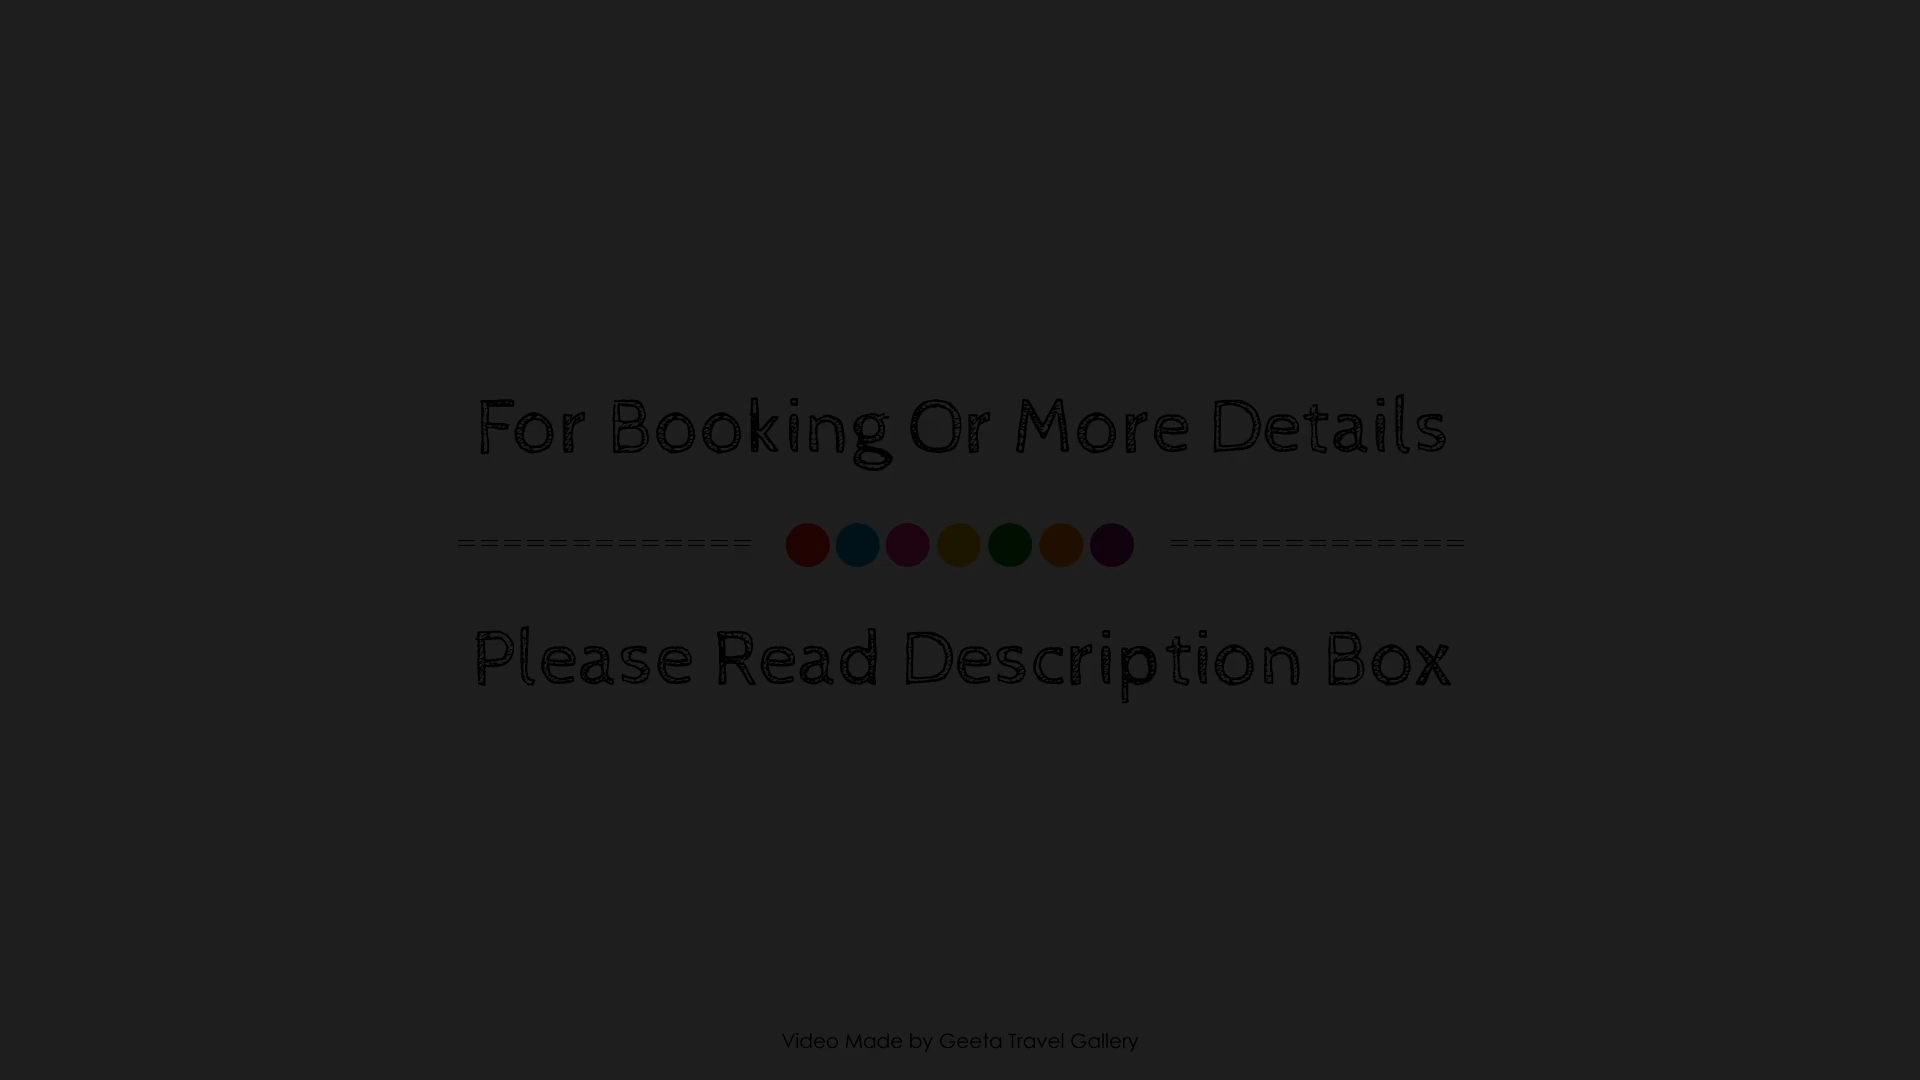 For Booking Or More Details
============= =============
Please Read Description Box
Video Made by Geeta Travel Gallery